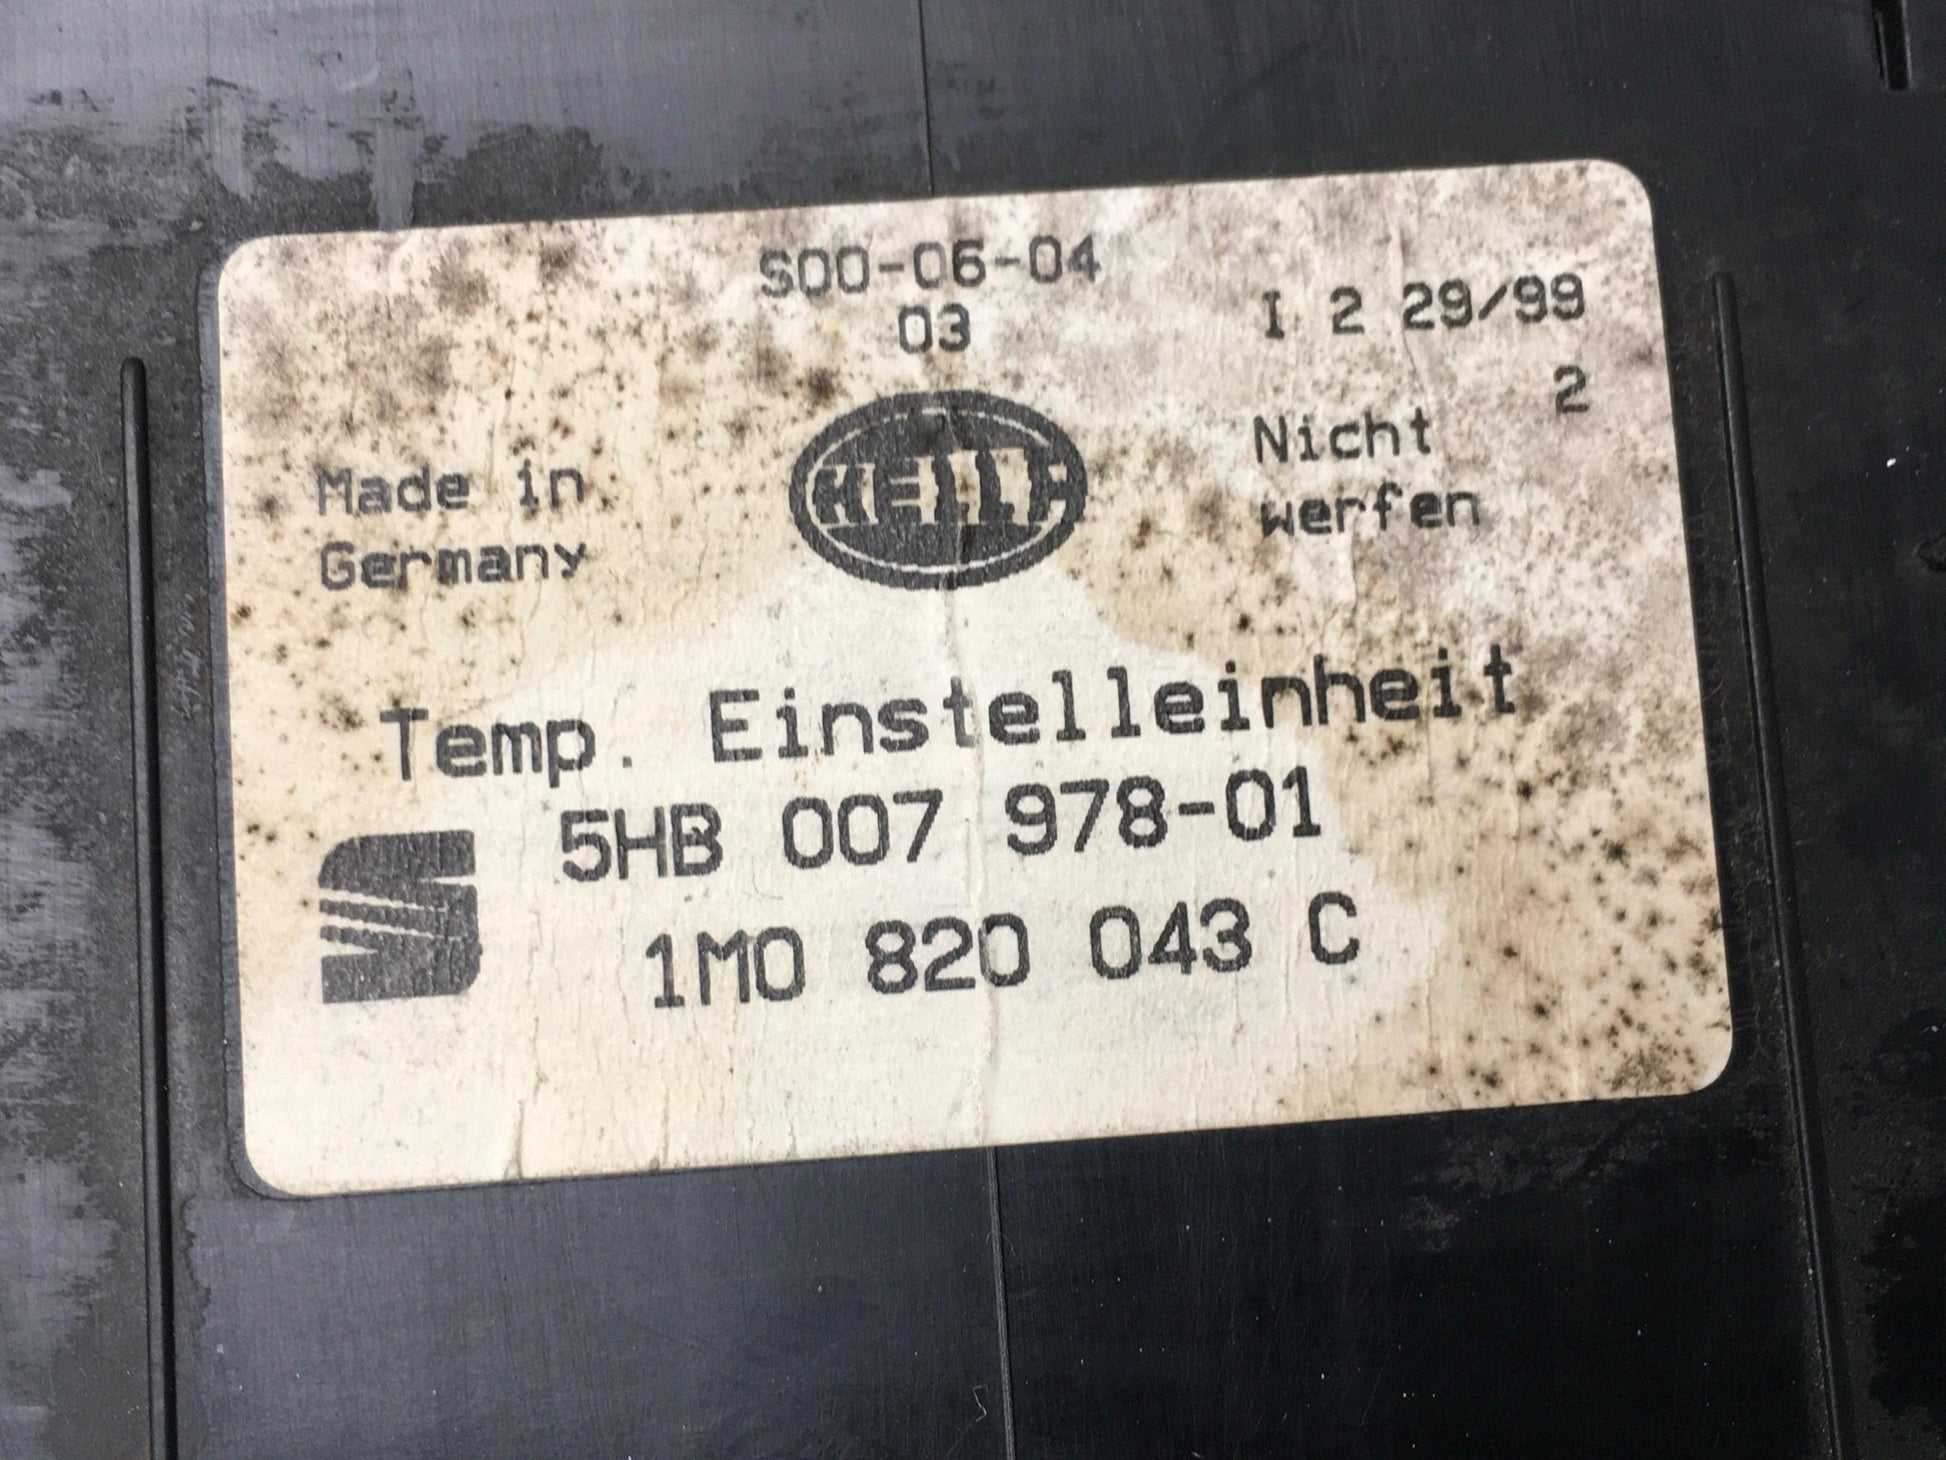 S00-06-04
03
I 2 29/99
2
Made in
Germany
HELLA
Nicht
werfen
Temp. Einstelleinheit
5HB 007 978-01
1M0 820 043 C